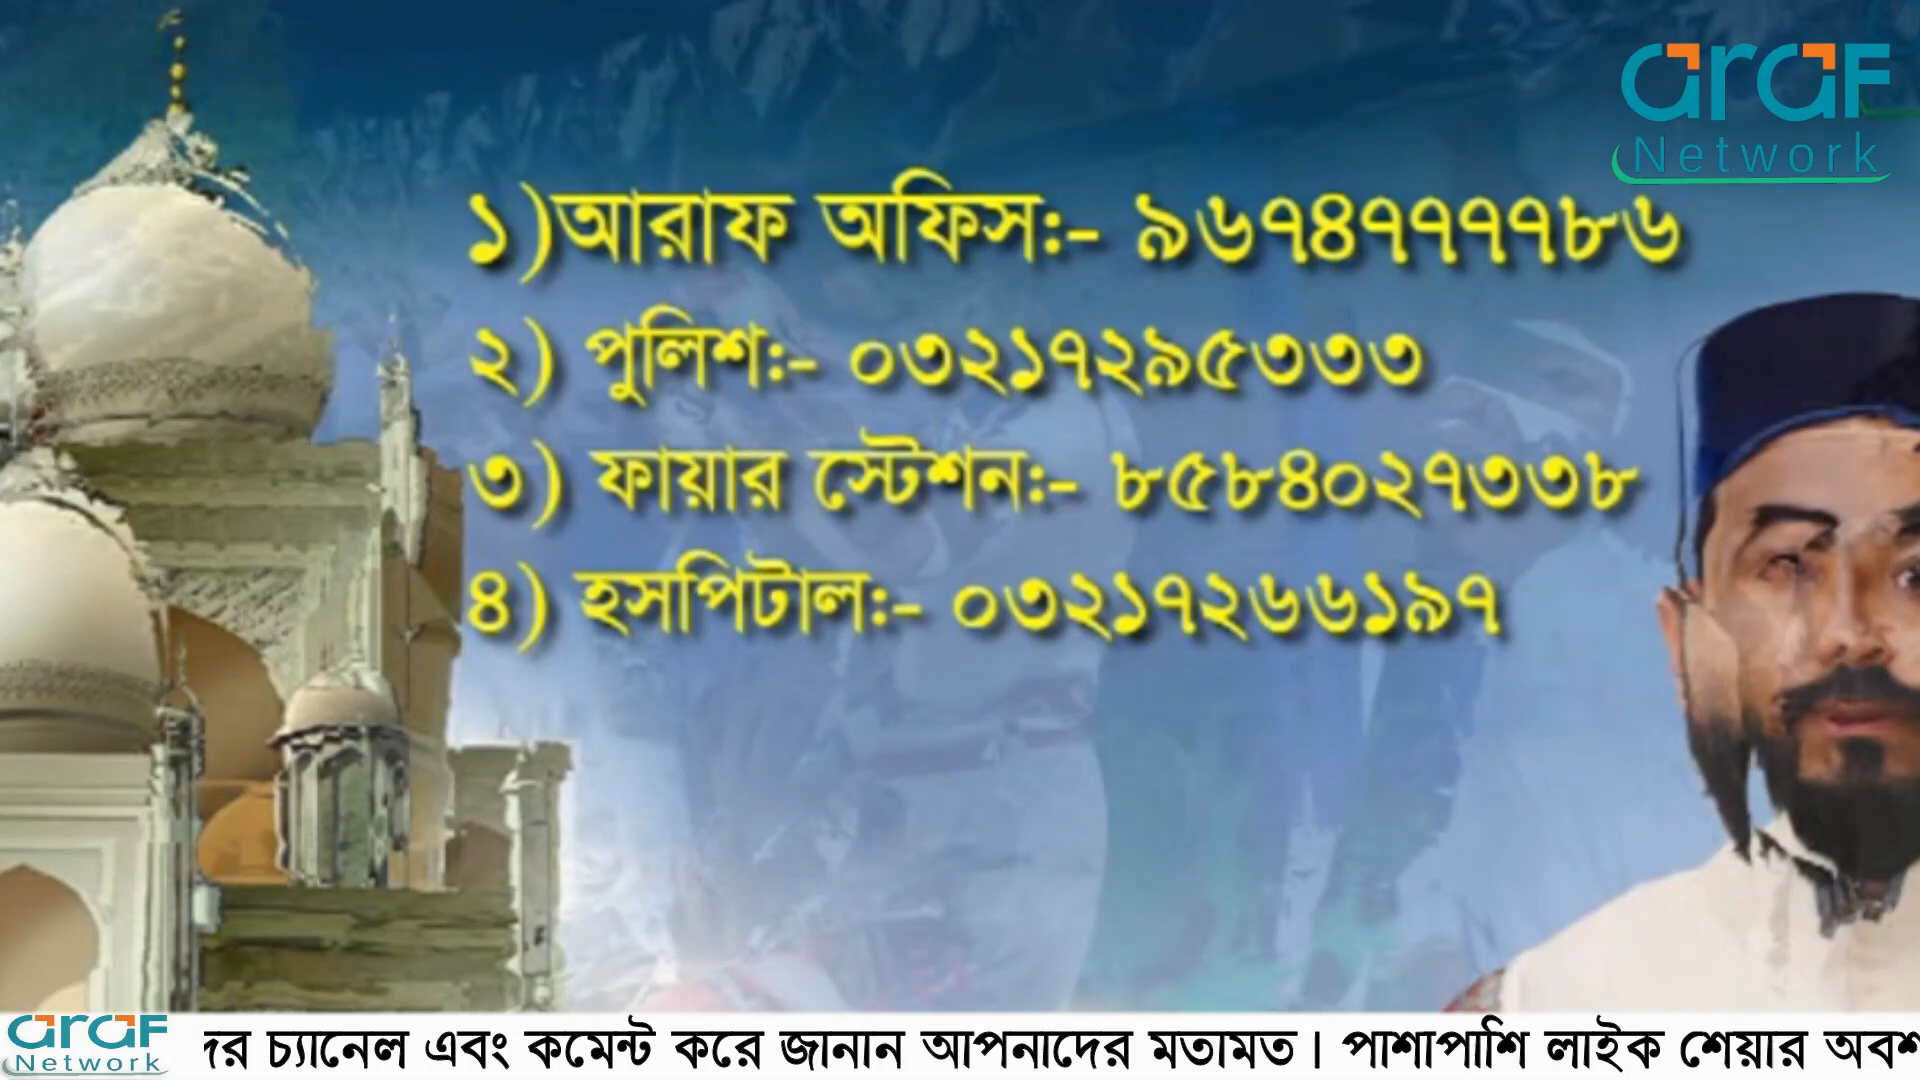 araf
Network
১)আরাফ অফিস:- ৯৬৭৪৭৭৭৭৮৬
২) পুলিশ:- ০৩২১৭২৯৫৩৩৩
৩) ফায়ার স্টেশন:- ৮৫৮৪০২৭৩৩৮
৪) হসপিটাল:- ০৩২১৭২৬৬১৯৭
araf
Network
চ্যানেল এবং কমেন্ট করে জানান আপনাদের মতামত। পাশাপাশি লাইক শেয়ার